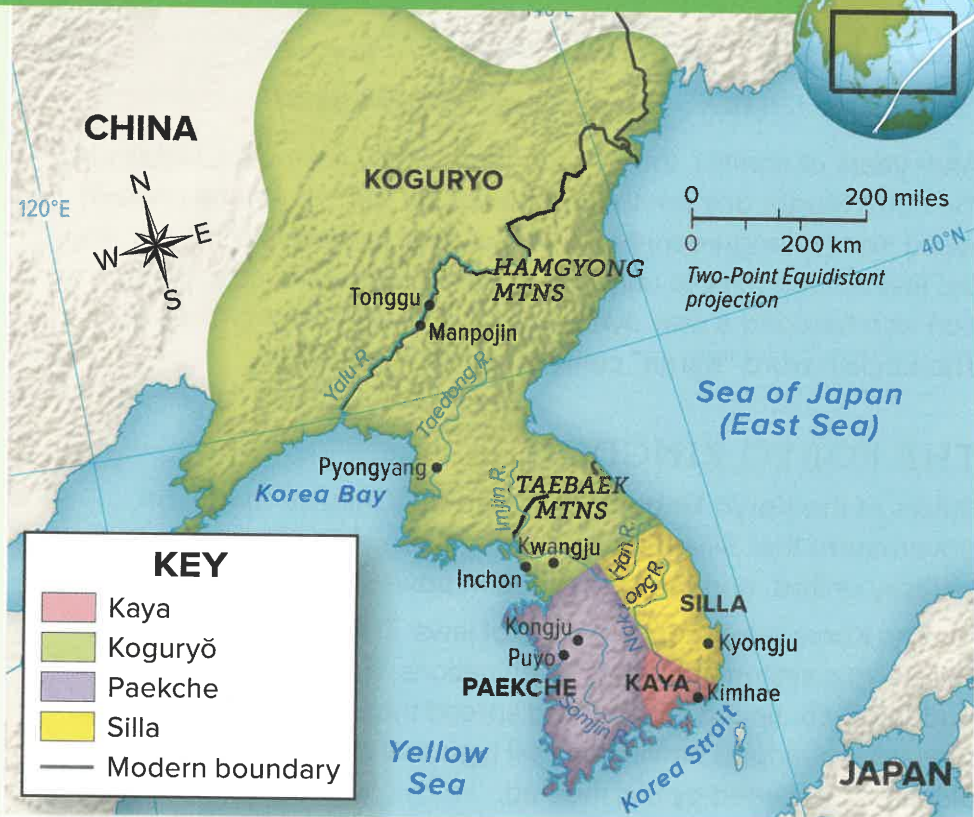 140°E
CHINA
N
W E
S
120°E
KOGURYO
0 200 miles
0 200 km
Two-Point Equidistant
projection
40°N
HAMGYONG
MTNS
Tonggu
Manpojin
Yalu R.
Taedong R.
Sea of Japan
(East Sea)
Pyongyang
Korea Bay
Imjin R.
TAEBAEK
MTNS
Kwangju
Inchon
Han R.
Naktong R.
SILLA
Kongju
Kyongju
Puyo
PAEKCHE
KAYA
Kimhae
Somjin R.
Korea Strait
Yellow
Sea
JAPAN
KEY
Kaya
Koguryŏ
Paekche
Silla
Modern boundary